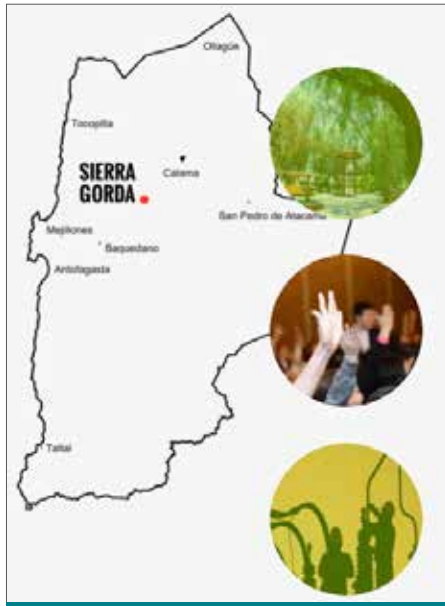 Ollagüe
Tocopilla
SIERRA
GORDA
Calama
San Pedro de Atacama
Mejillones
Baquedano
Antofagasta
Taltal